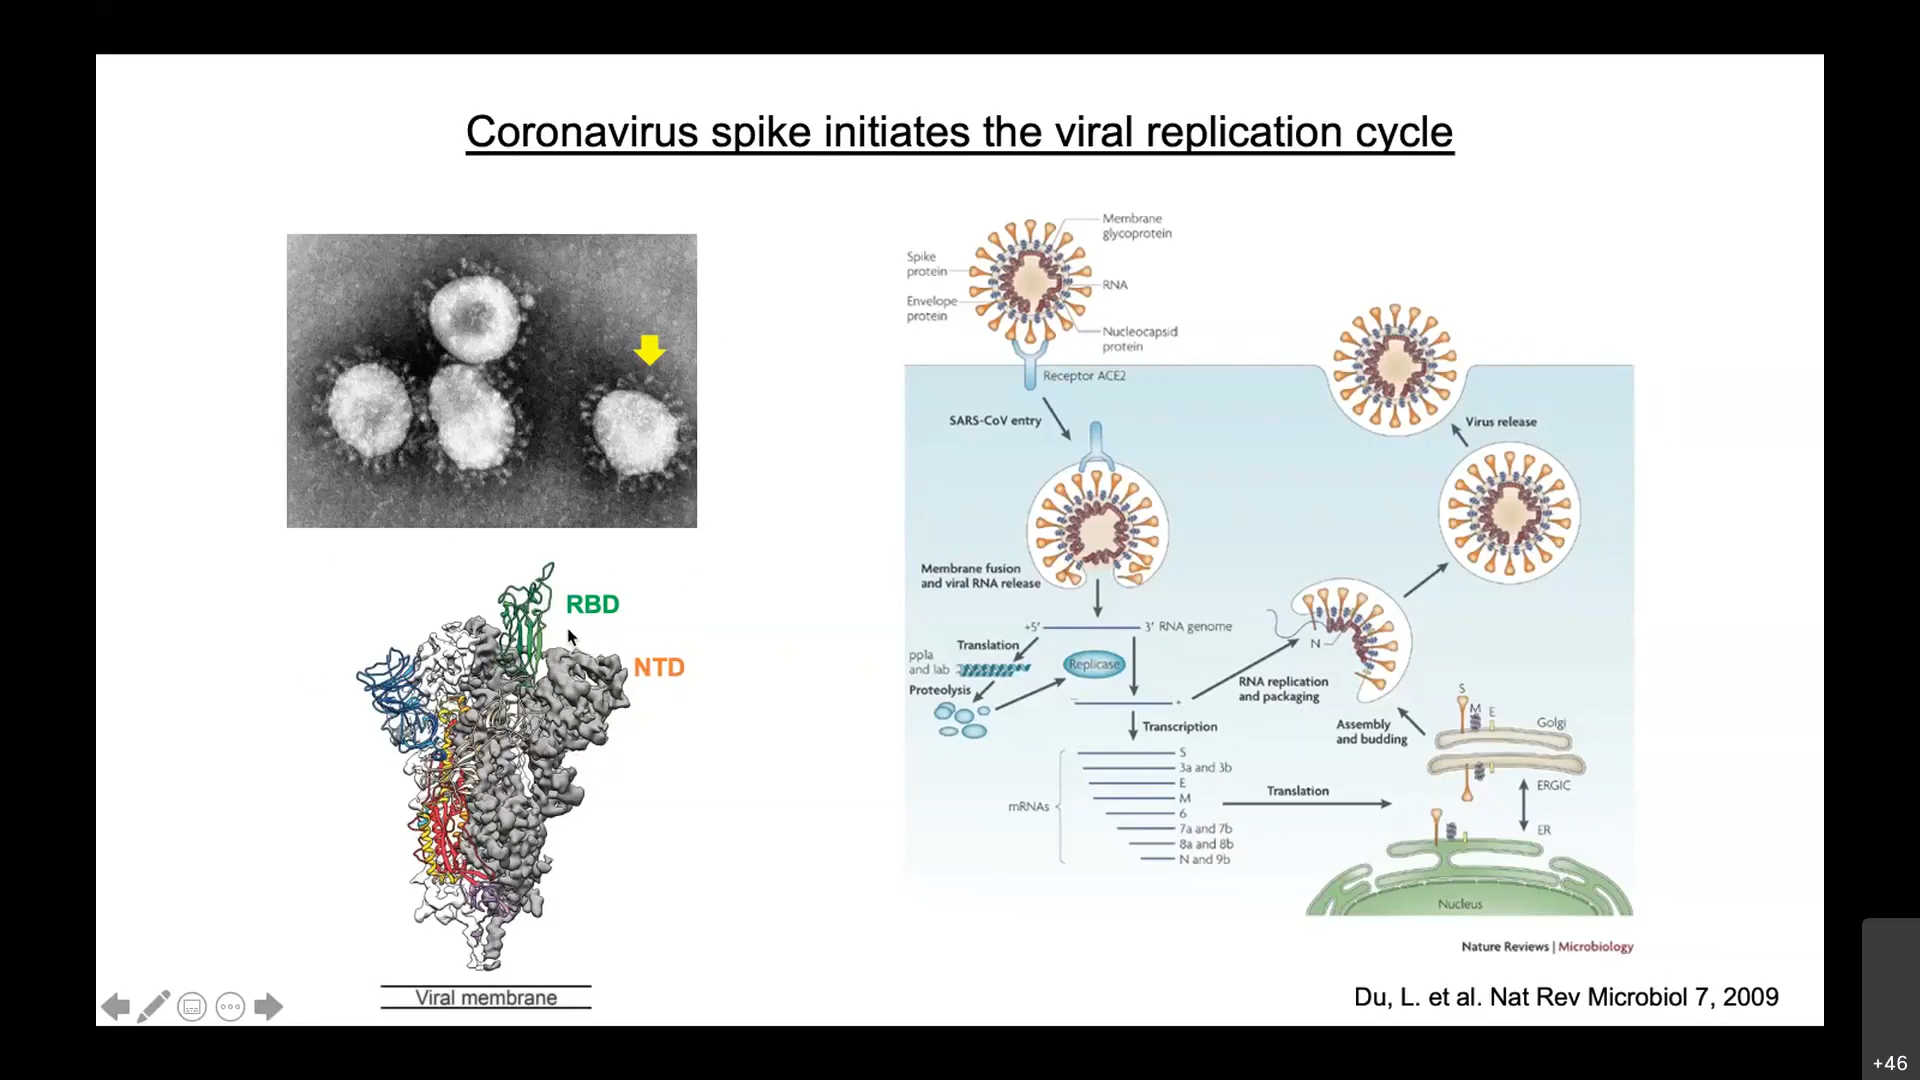 Coronavirus spike initiates the viral replication cycle
RBD
NTD
Viral membrane
Membrane
glycoprotein
Spike
protein
RNA
Envelope
protein
Nucleocapsid
protein
Receptor ACE2
SARS-CoV entry
Virus release
Membrane fusion
and viral RNA release
+5′
3′ RNA genome
Translation
pp1a
and lab
Replicase
Proteolysis
RNA replication
and packaging
N
−
+
Transcription
S
3a and 3b
E
M
6
7a and 7b
8a and 8b
N and 9b
mRNAs
Translation
Assembly
and budding
S
M
E
Golgi
ERGIC
ER
Nucleus
Nature Reviews | Microbiology
Du, L. et al. Nat Rev Microbiol 7, 2009
+46